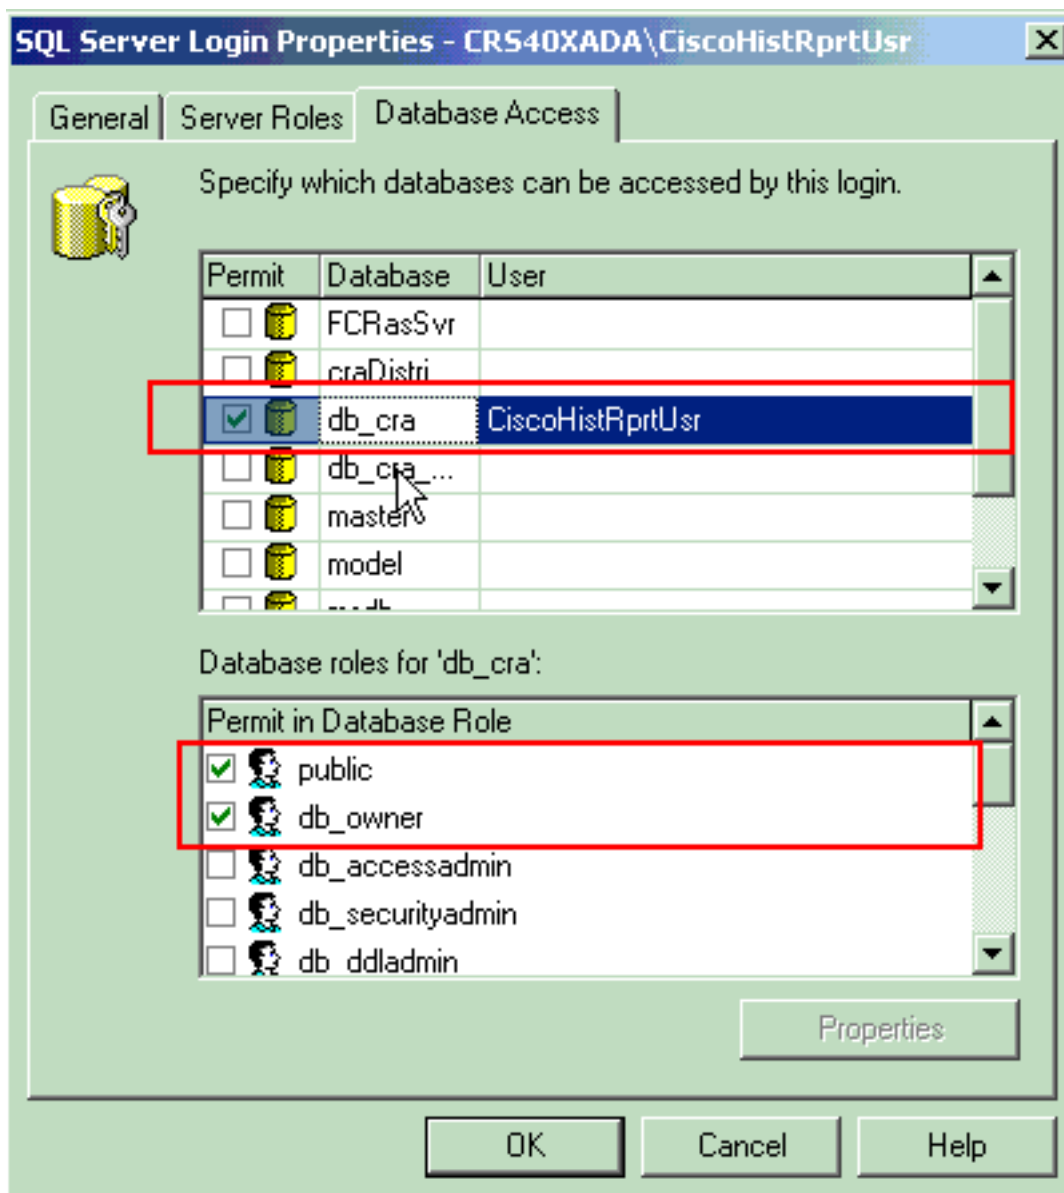 SQL Server Login Properties - CRS40XADA\CiscoHistRprtUsr
General Server Roles Database Access
Specify which databases can be accessed by this login.
Permit Database User
FCRasSvr
craDistri...
db_cra CiscoHistRprtUsr
db_cra_...
master
model
Database roles for 'db_cra':
Permit in Database Role
public
db_owner
db_accessadmin
db_securityadmin
db_ddladmin
Properties
OK Cancel Help